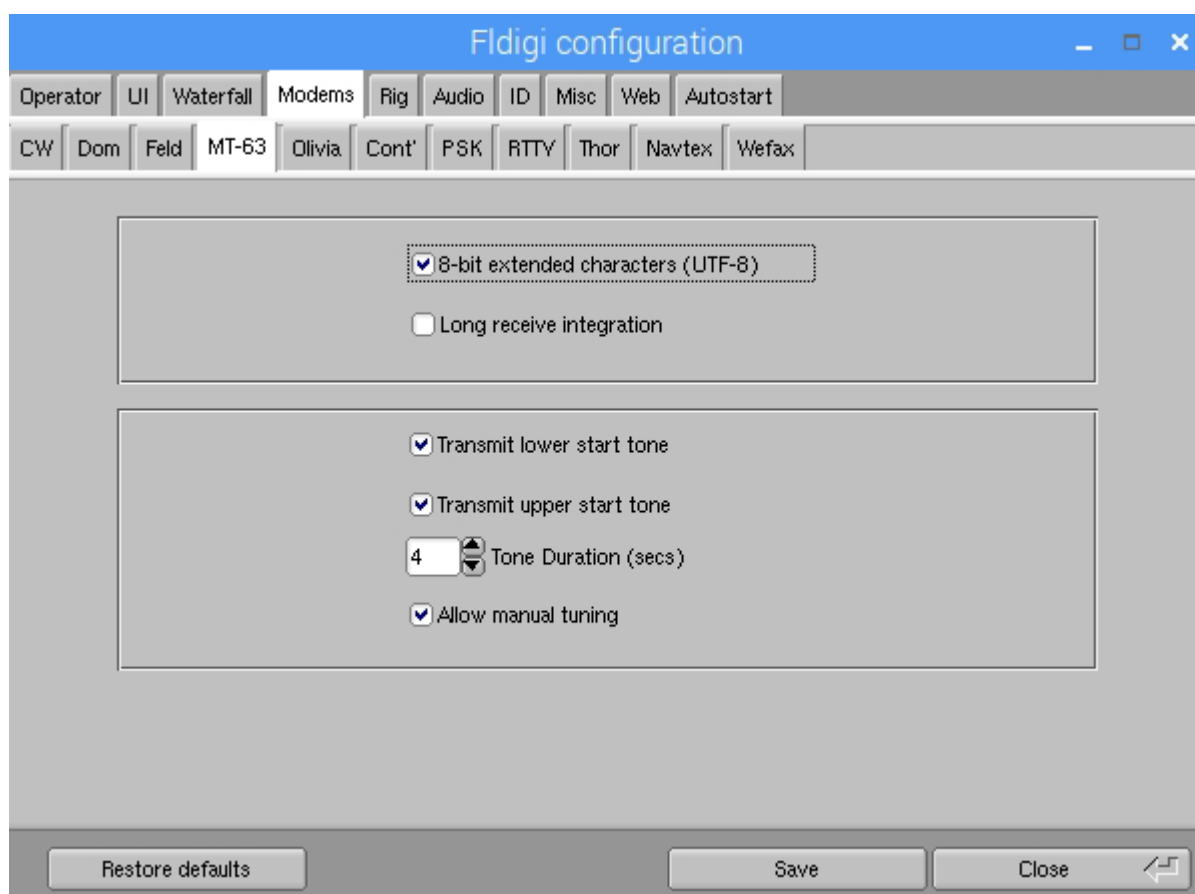 Fldigi configuration
Operator UI Waterfall Modems Rig Audio ID Misc Web Autostart
CW Dom Feld MT-63 Olivia Cont' PSK RTTY Thor Navtex Wefax
8-bit extended characters (UTF-8)
Long receive integration
Transmit lower start tone
Transmit upper start tone
4 Tone Duration (secs)
Allow manual tuning
Restore defaults Save Close